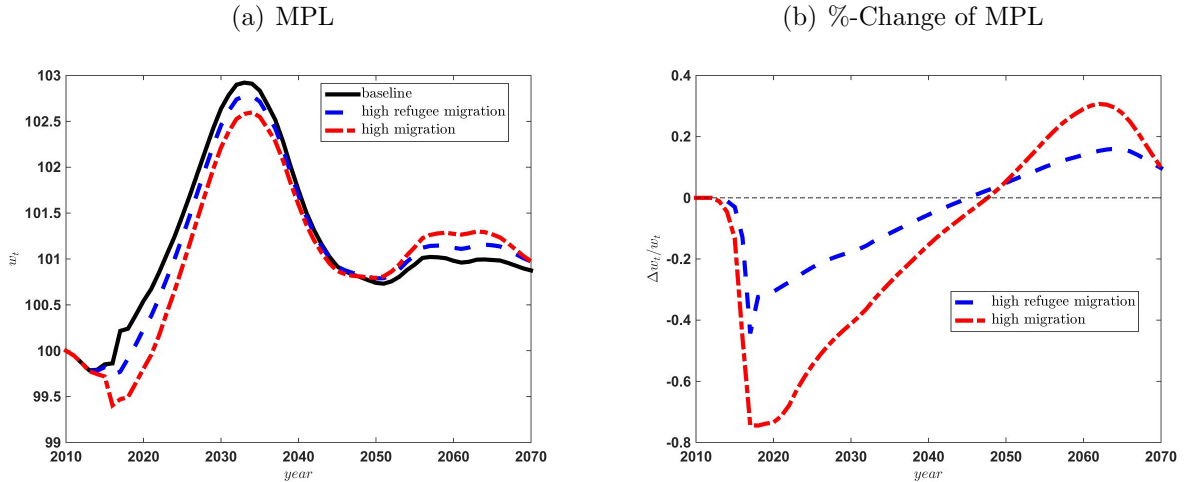 (a) MPL
103
102.5
102
101.5
101
100.5
100
99.5
99
2010 2020 2030 2040 2050 2060 2070
year
w_t
baseline
high refugee migration
high migration
(b) %-Change of MPL
0.4
0.2
0
-0.2
-0.4
-0.6
-0.8
2010 2020 2030 2040 2050 2060 2070
year
Δw_t/w_t
high refugee migration
high migration